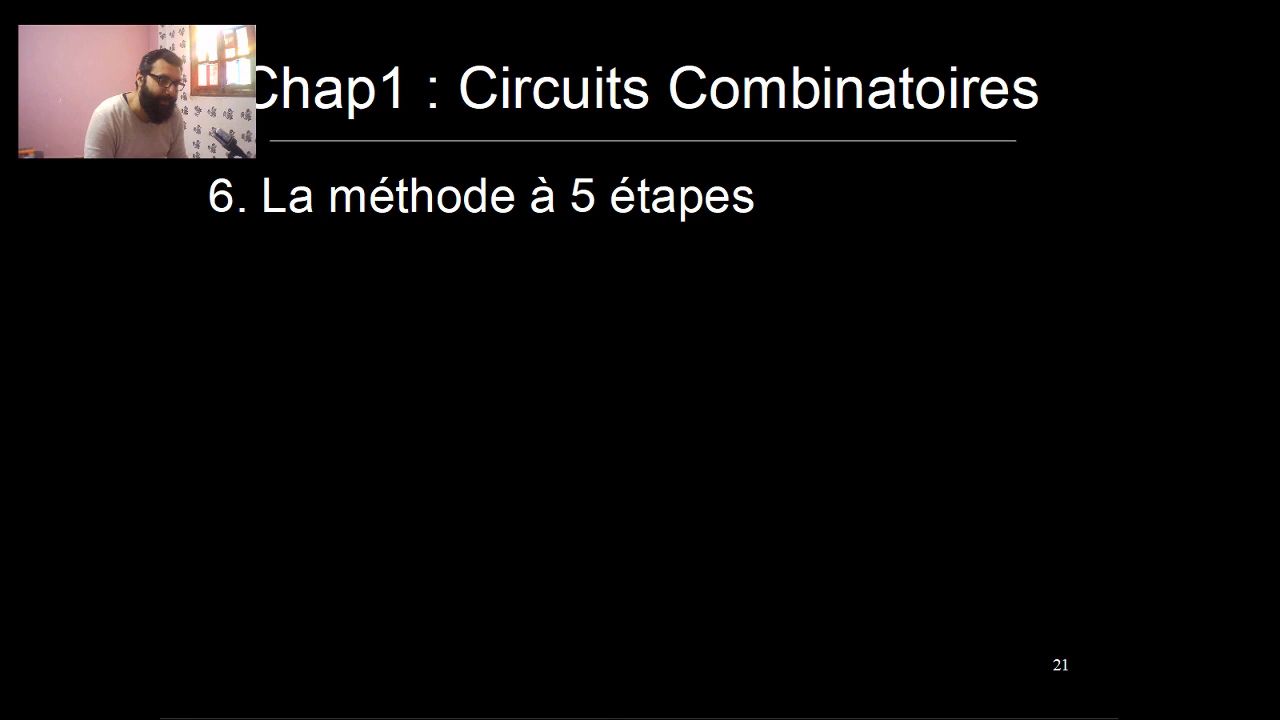 Chap1 : Circuits Combinatoires
6. La méthode à 5 étapes
21